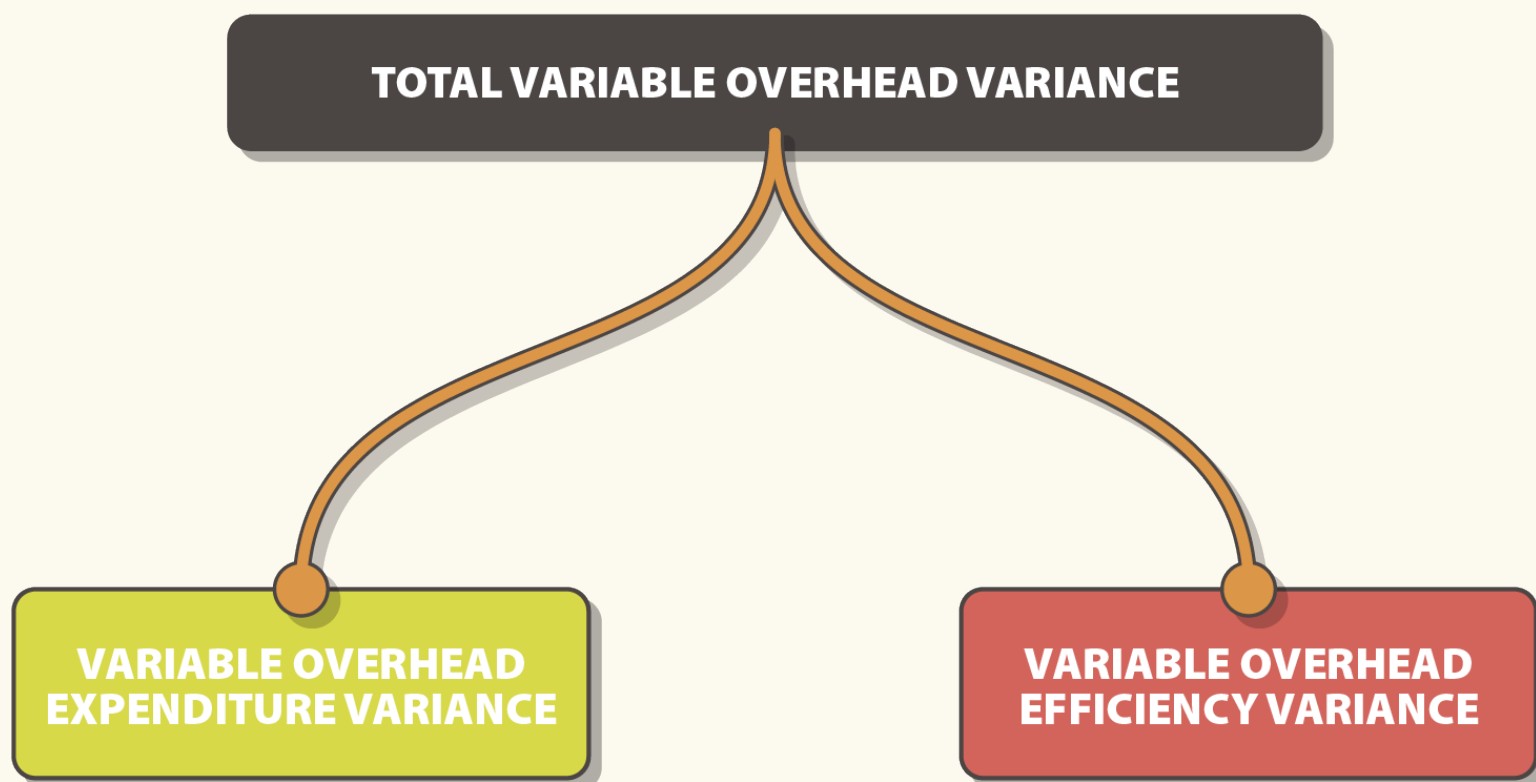 TOTAL VARIABLE OVERHEAD VARIANCE
VARIABLE OVERHEAD
EXPENDITURE VARIANCE
VARIABLE OVERHEAD
EFFICIENCY VARIANCE